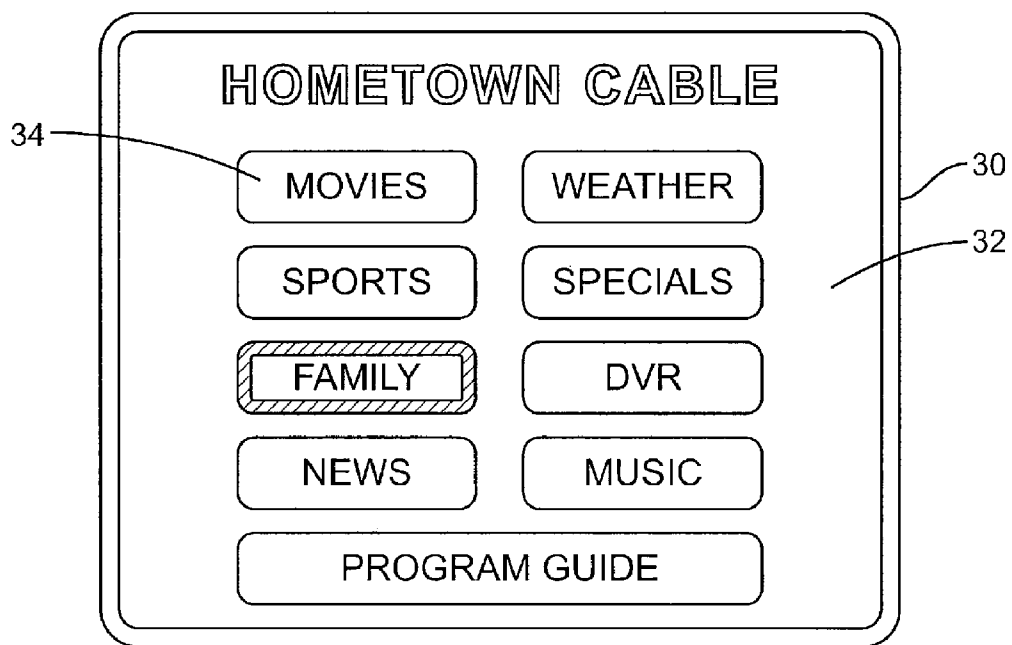 HOMETOWN CABLE
34
MOVIES WEATHER
30
32
SPORTS SPECIALS
FAMILY DVR
NEWS MUSIC
PROGRAM GUIDE